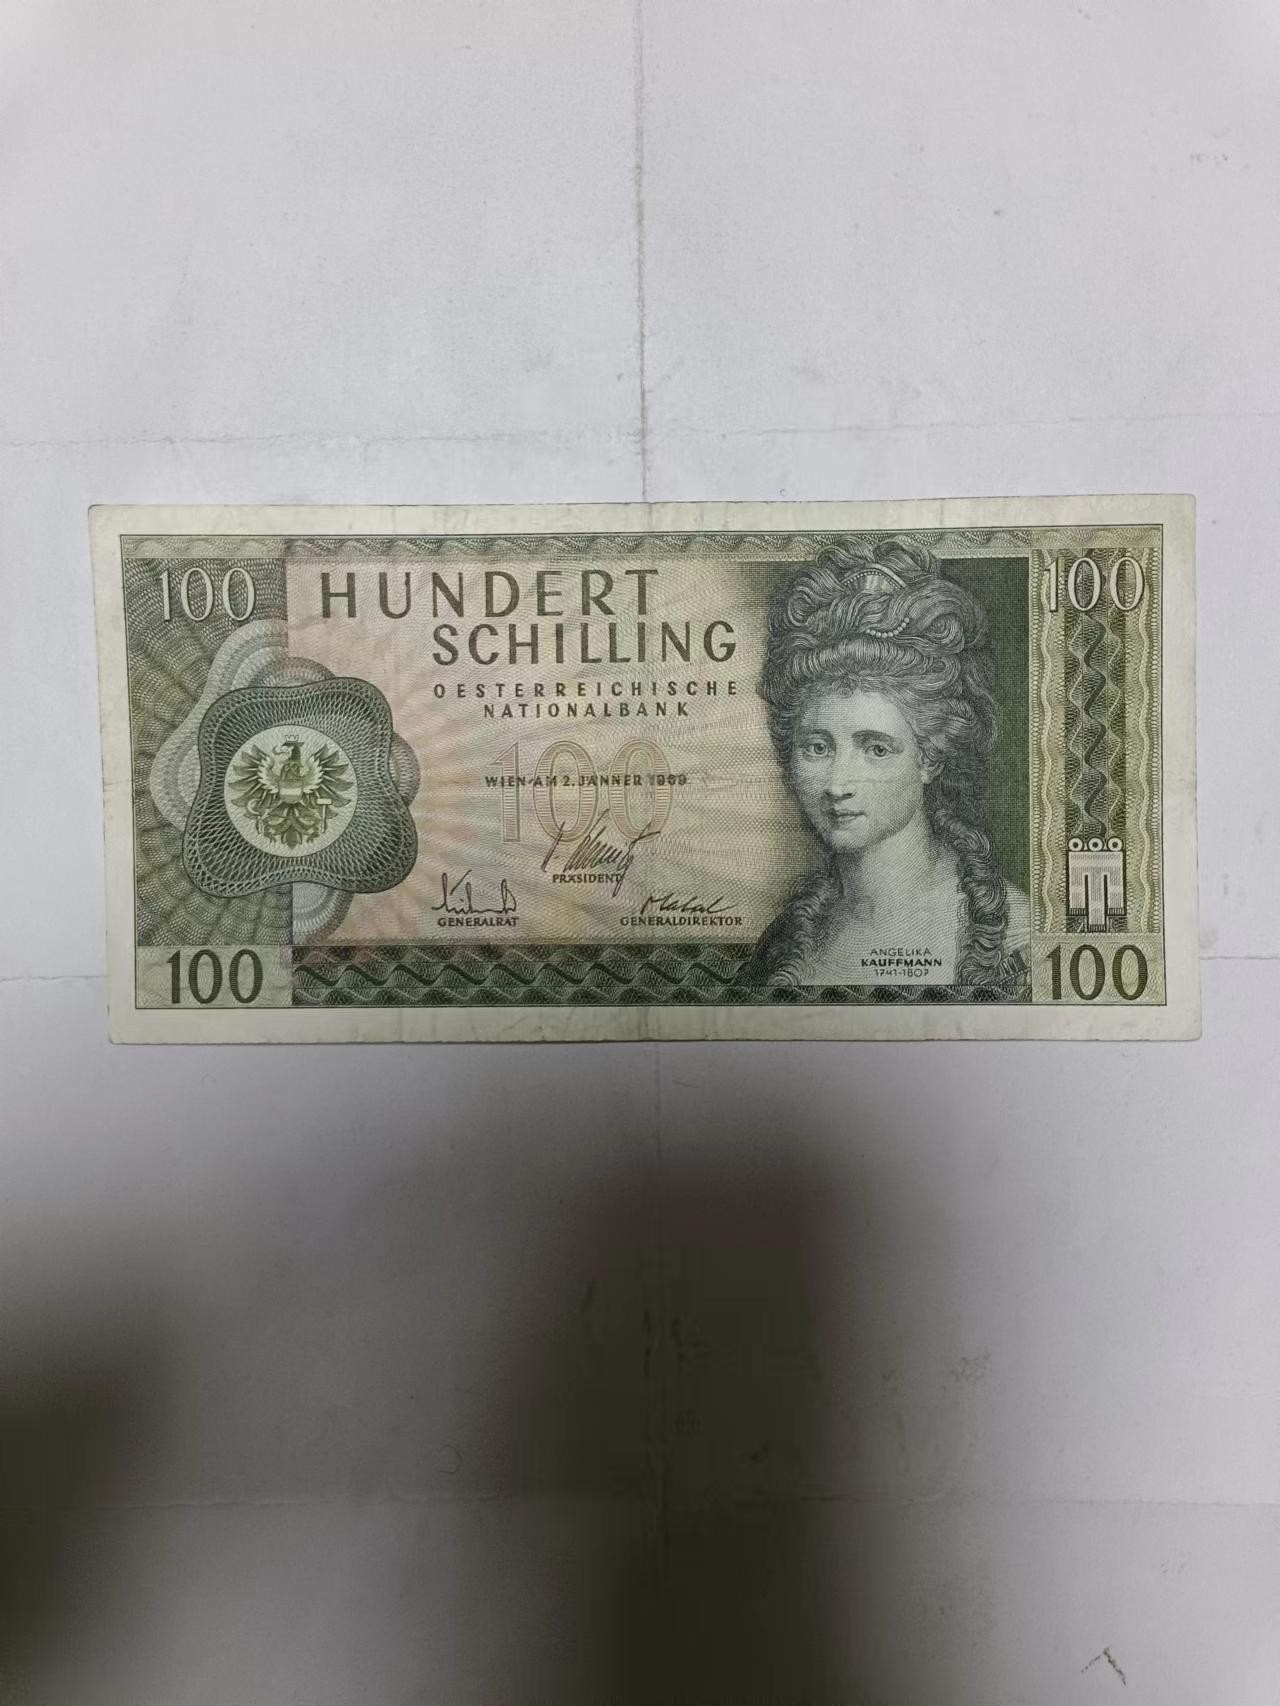 100
HUNDERT
SCHILLING
OESTERREICHISCHE
NATIONALBANK
100
WIEN AM 2. JÄNNER 1969
PRÄSIDENT
GENERALRAT
GENERALDIREKTOR
100
ANGELIKA
KAUFFMANN
1741-1807
100
100